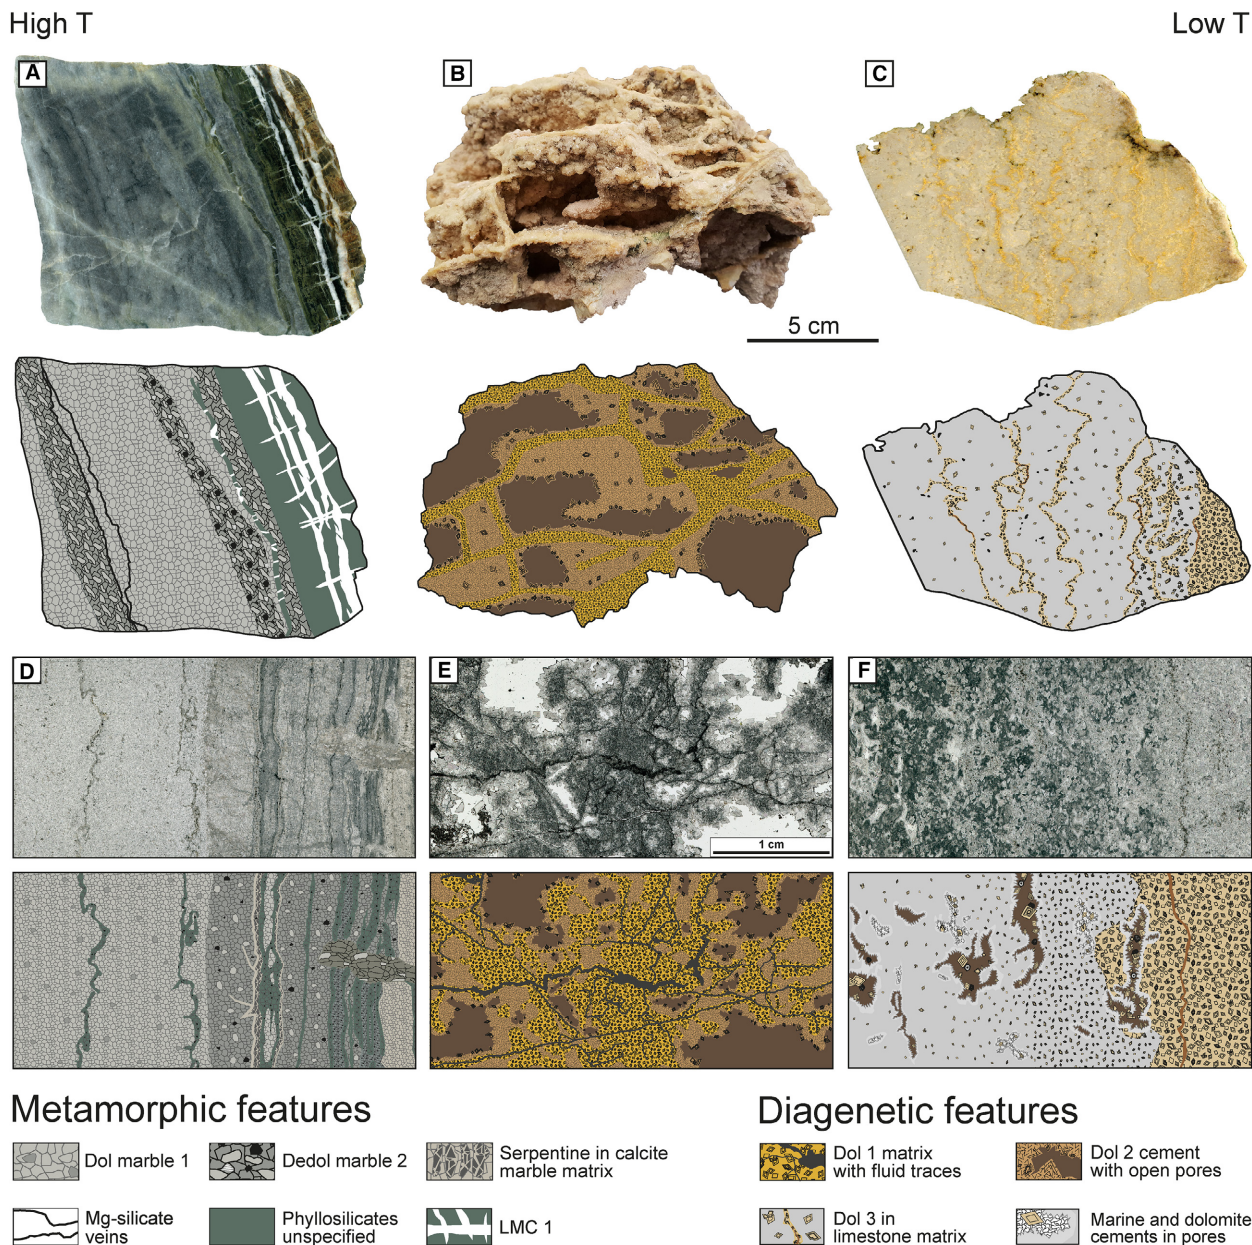 High T
Low T
A
B
C
5 cm
D
E
F
1 cm
Metamorphic features
Diagenetic features
Dol marble 1
Dedol marble 2
Serpentine in calcite
marble matrix
Dol 1 matrix
with fluid traces
Dol 2 cement
with open pores
Mg-silicate
veins
Phyllosilicates
unspecified
LMC 1
Dol 3 in
limestone matrix
Marine and dolomite
cements in pores